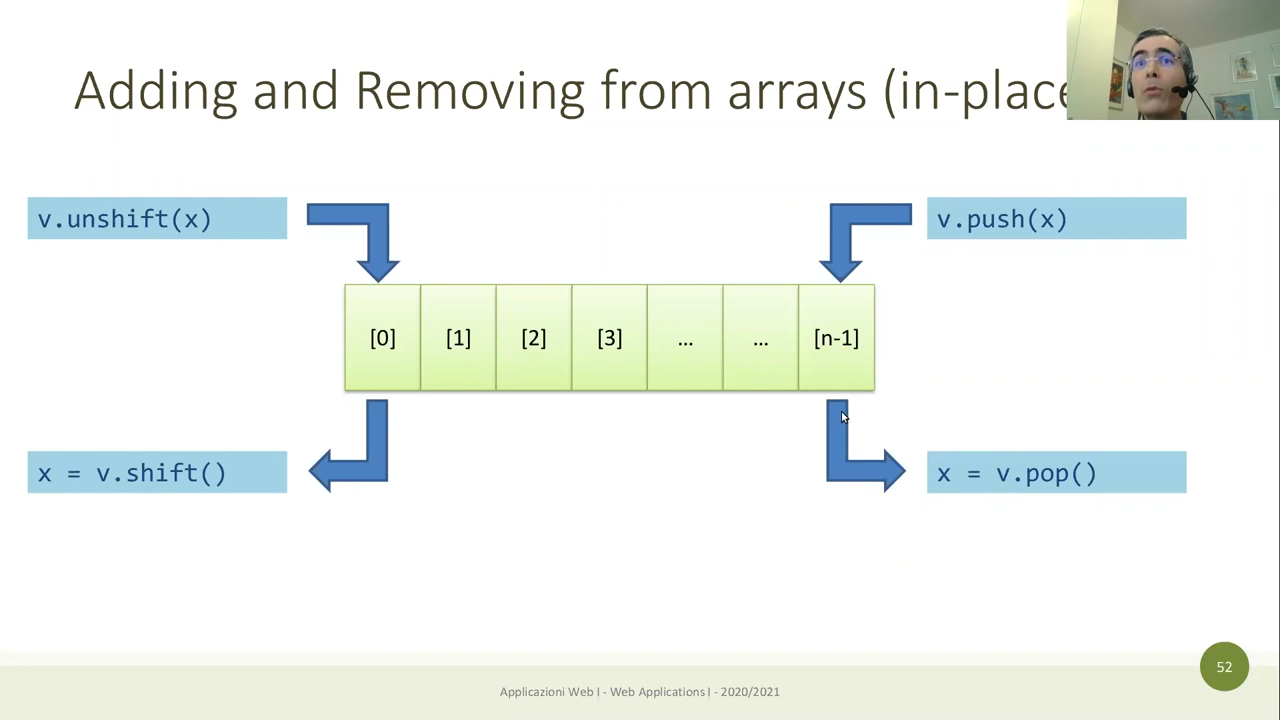 Adding and Removing from arrays (in-place
v.unshift(x)
v.push(x)
[0] [1] [2] [3] ... ... [n-1]
x = v.shift()
x = v.pop()
52
Applicazioni Web I - Web Applications I - 2020/2021